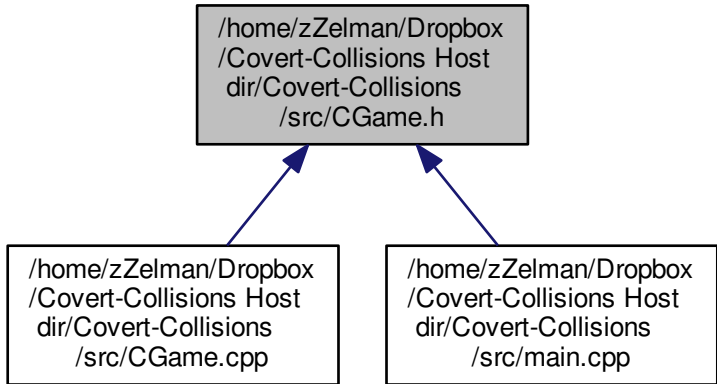 /home/zZelman/Dropbox
/Covert-Collisions Host
dir/Covert-Collisions
/src/CGame.h
/home/zZelman/Dropbox
/Covert-Collisions Host
dir/Covert-Collisions
/src/CGame.cpp
/home/zZelman/Dropbox
/Covert-Collisions Host
dir/Covert-Collisions
/src/main.cpp